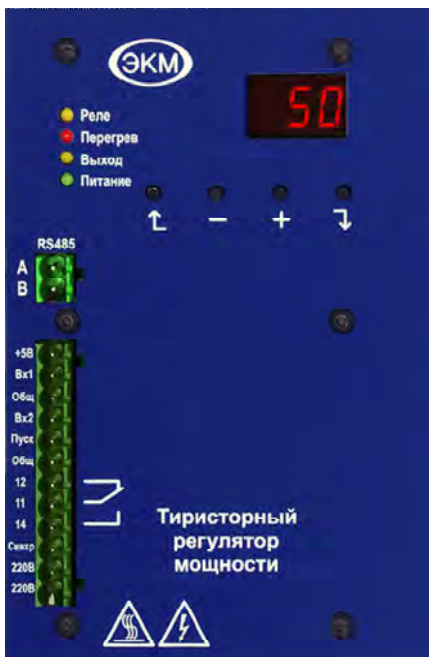 ЭКМ
50
Реле
Перегрев
Выход
Питание
RS485
A
B
+5В
Вх1
Общ
Вх2
Пуск
Общ
12
11
14
Синхр
220В
220В
Тиристорный
регулятор
мощности